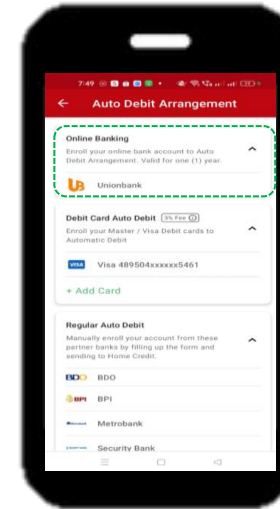 7:49
Auto Debit Arrangement
Online Banking
Enroll your online bank account to Auto
Debit Arrangement. Valid for one (1) year.
UB Unionbank
Debit Card Auto Debit 3% Fee
Enroll your Master / Visa Debit cards to
Automatic Debit
VISA Visa 489504xxxxxx5461
+ Add Card
Regular Auto Debit
Manually enroll your account from these
partner banks by filling up the form and
sending to Home Credit.
BDO BDO
BPI BPI
Metrobank
Security Bank